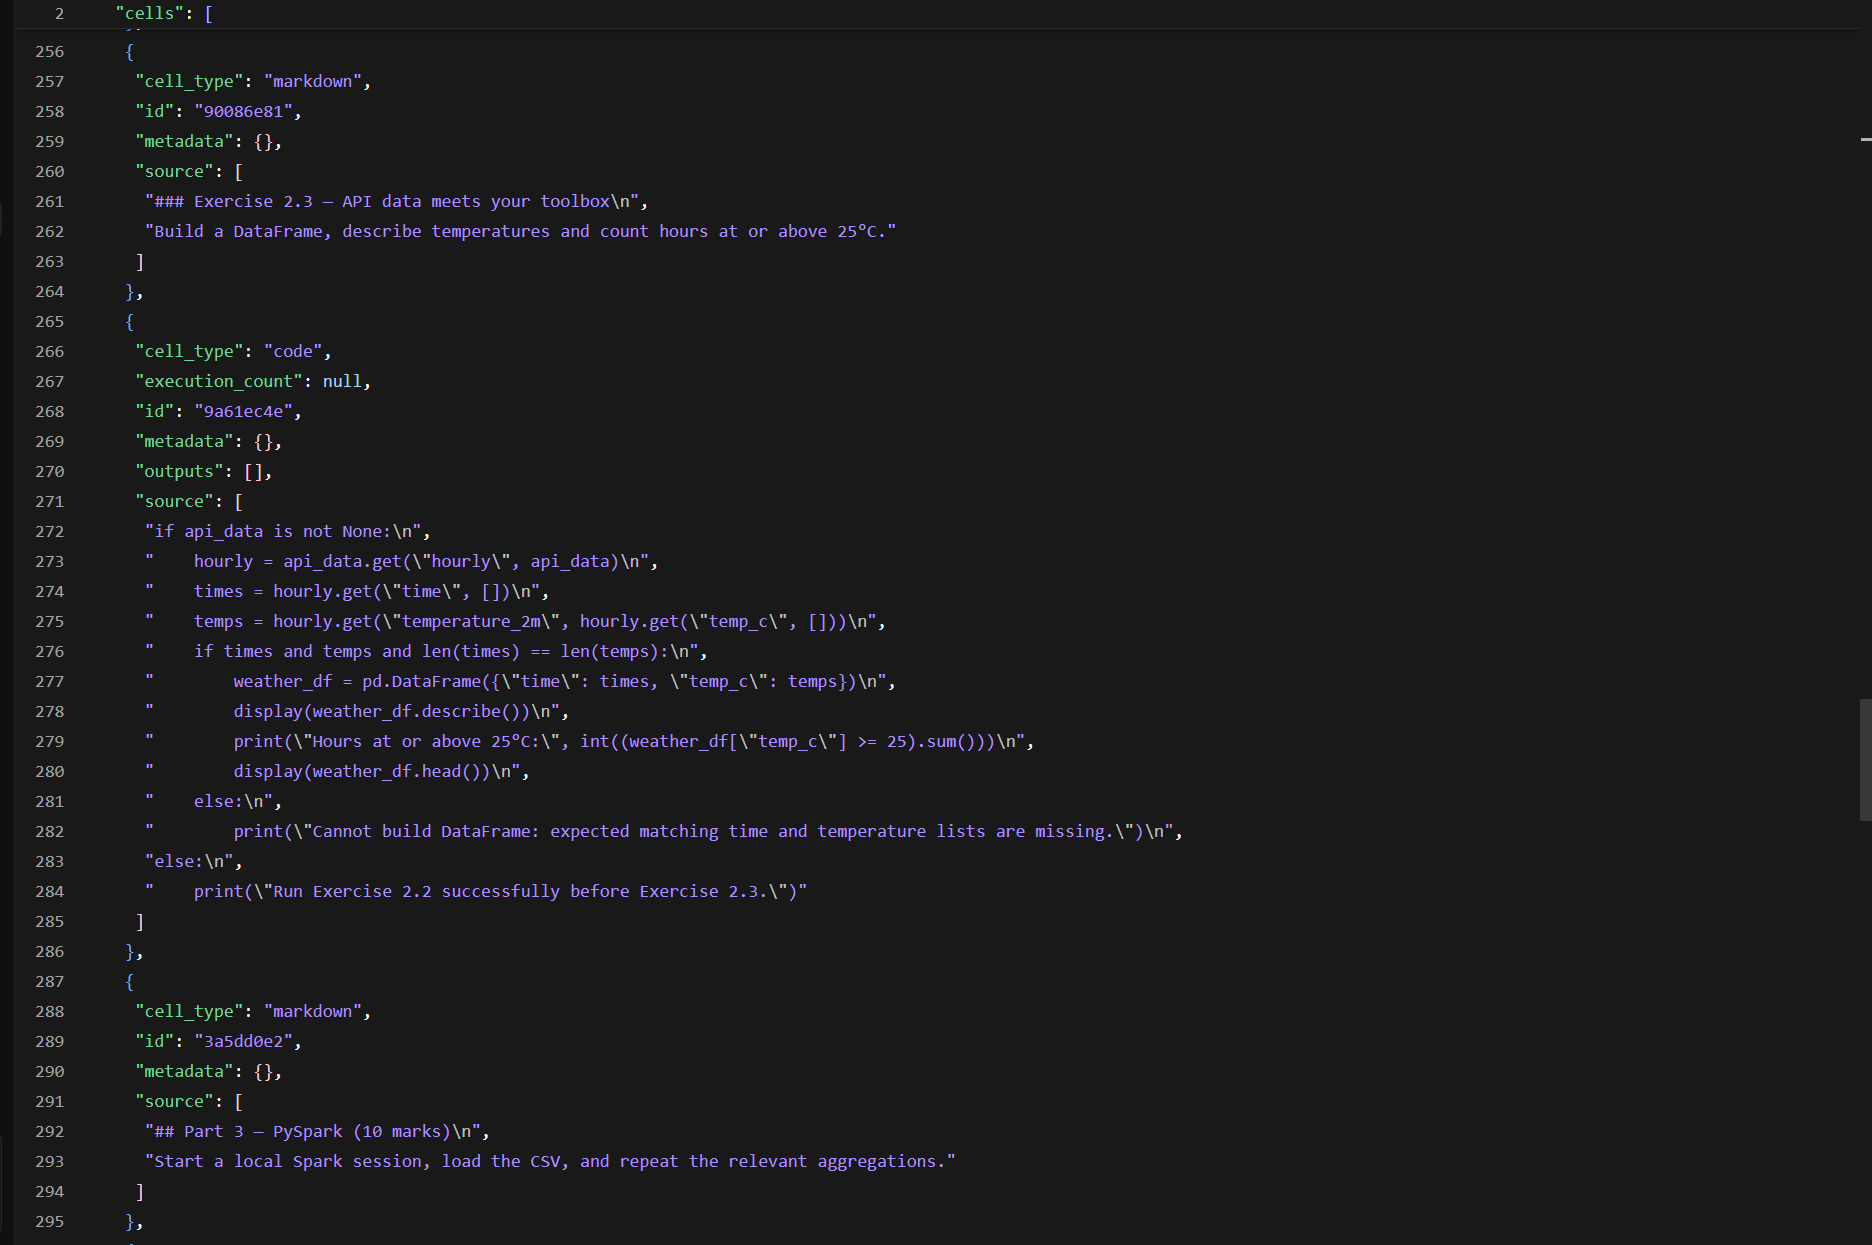 2 "cells": [
256 {
257 "cell_type": "markdown",
258 "id": "90086e81",
259 "metadata": {},
260 "source": [
261 "### Exercise 2.3 — API data meets your toolbox\n",
262 "Build a DataFrame, describe temperatures and count hours at or above 25°C."
263 ]
264 },
265 {
266 "cell_type": "code",
267 "execution_count": null,
268 "id": "9a61ec4e",
269 "metadata": {},
270 "outputs": [],
271 "source": [
272 "if api_data is not None:\n",
273 "    hourly = api_data.get(\"hourly\", api_data)\n",
274 "    times = hourly.get(\"time\", [])\n",
275 "    temps = hourly.get(\"temperature_2m\", hourly.get(\"temp_c\", []))\n",
276 "    if times and temps and len(times) == len(temps):\n",
277 "        weather_df = pd.DataFrame({\"time\": times, \"temp_c\": temps})\n",
278 "        display(weather_df.describe())\n",
279 "        print(\"Hours at or above 25°C:\", int((weather_df[\"temp_c\"] >= 25).sum()))\n",
280 "        display(weather_df.head())\n",
281 "    else:\n",
282 "        print(\"Cannot build DataFrame: expected matching time and temperature lists are missing.\")\n",
283 "else:\n",
284 "    print(\"Run Exercise 2.2 successfully before Exercise 2.3.\")"
285 ]
286 },
287 {
288 "cell_type": "markdown",
289 "id": "3a5dd0e2",
290 "metadata": {},
291 "source": [
292 "## Part 3 — PySpark (10 marks)\n",
293 "Start a local Spark session, load the CSV, and repeat the relevant aggregations."
294 ]
295 },